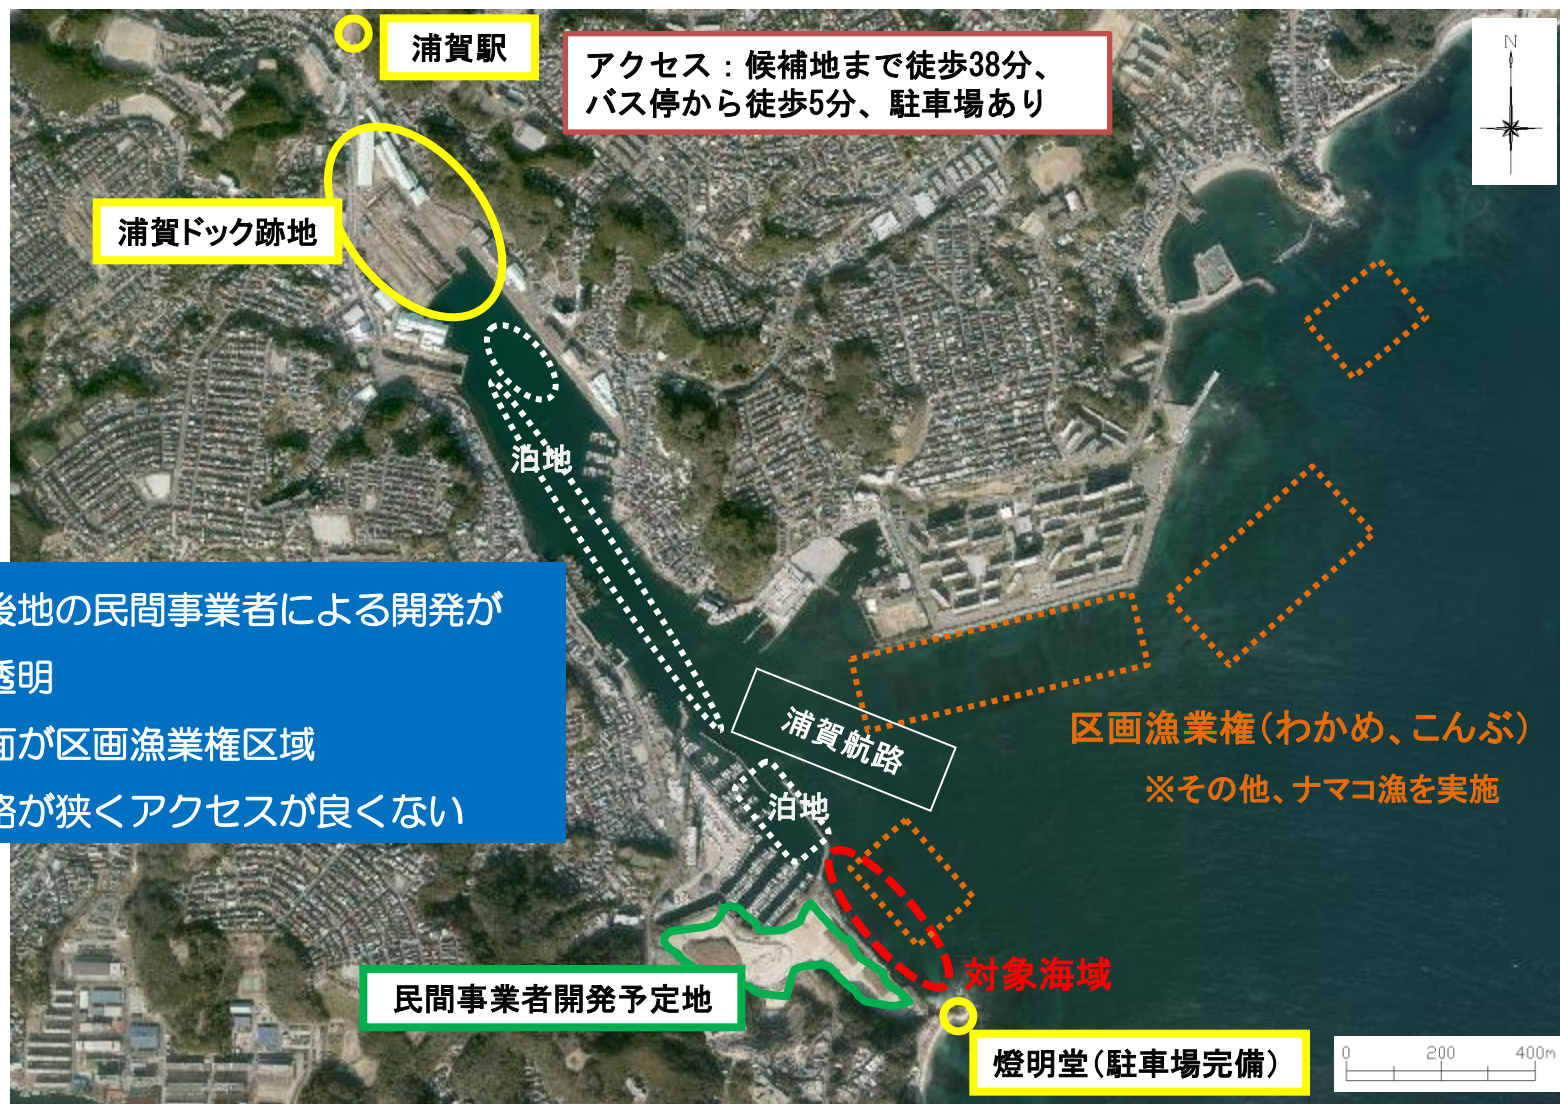 浦賀駅
アクセス：候補地まで徒歩38分、
バス停から徒歩5分、駐車場あり
N
浦賀ドック跡地
泊地
後地の民間事業者による開発が
透明
面が区画漁業権区域
路が狭くアクセスが良くない
浦賀航路
区画漁業権（わかめ、こんぶ）
※その他、ナマコ漁を実施
泊地
対象海域
民間事業者開発予定地
燈明堂（駐車場完備）
0 200 400m